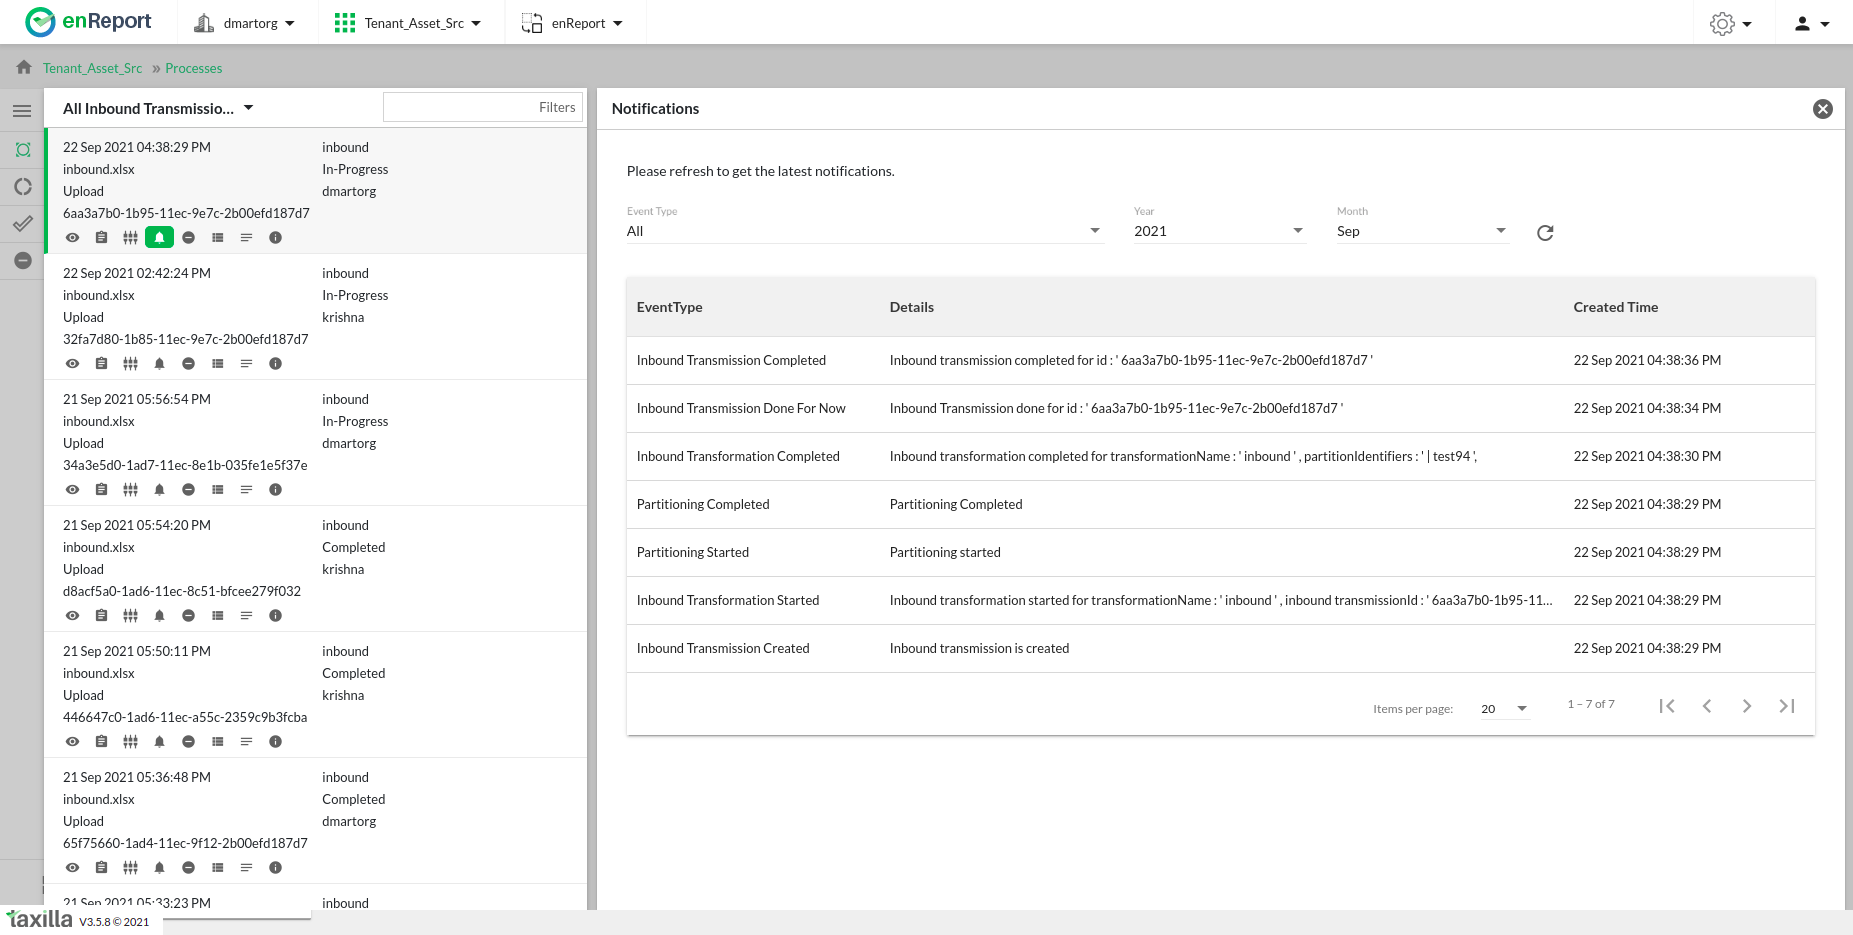 enReport
dmartorg
Tenant_Asset_Src
enReport
Tenant_Asset_Src » Processes
All Inbound Transmissio...
Filters
22 Sep 2021 04:38:29 PM inbound
inbound.xlsx In-Progress
Upload dmartorg
6aa3a7b0-1b95-11ec-9e7c-2b00efd187d7
22 Sep 2021 02:42:24 PM inbound
inbound.xlsx In-Progress
Upload krishna
32fa7d80-1b85-11ec-9e7c-2b00efd187d7
21 Sep 2021 05:56:54 PM inbound
inbound.xlsx In-Progress
Upload dmartorg
34a3e5d0-1ad7-11ec-8e1b-035fe1e5f37e
21 Sep 2021 05:54:20 PM inbound
inbound.xlsx Completed
Upload krishna
d8acf5a0-1ad6-11ec-8c51-bfcee279f032
21 Sep 2021 05:50:11 PM inbound
inbound.xlsx Completed
Upload krishna
446647c0-1ad6-11ec-a55c-2359c9b3fcba
21 Sep 2021 05:36:48 PM inbound
inbound.xlsx Completed
Upload dmartorg
65f75660-1ad4-11ec-9f12-2b00efd187d7
21 Sep 2021 05:33:23 PM inbound
taxilla V3.5.8 © 2021
Notifications
Please refresh to get the latest notifications.
Event Type Year Month
All 2021 Sep
EventType Details Created Time
Inbound Transmission Completed Inbound transmission completed for id : ' 6aa3a7b0-1b95-11ec-9e7c-2b00efd187d7 ' 22 Sep 2021 04:38:36 PM
Inbound Transmission Done For Now Inbound Transmission done for id : ' 6aa3a7b0-1b95-11ec-9e7c-2b00efd187d7 ' 22 Sep 2021 04:38:34 PM
Inbound Transformation Completed Inbound transformation completed for transformationName : ' inbound ' , partitionIdentifiers : ' | test94 ', 22 Sep 2021 04:38:30 PM
Partitioning Completed Partitioning Completed 22 Sep 2021 04:38:29 PM
Partitioning Started Partitioning started 22 Sep 2021 04:38:29 PM
Inbound Transformation Started Inbound transformation started for transformationName : ' inbound ' , inbound transmissionId : ' 6aa3a7b0-1b95-11... 22 Sep 2021 04:38:29 PM
Inbound Transmission Created Inbound transmission is created 22 Sep 2021 04:38:29 PM
Items per page: 20 1 – 7 of 7